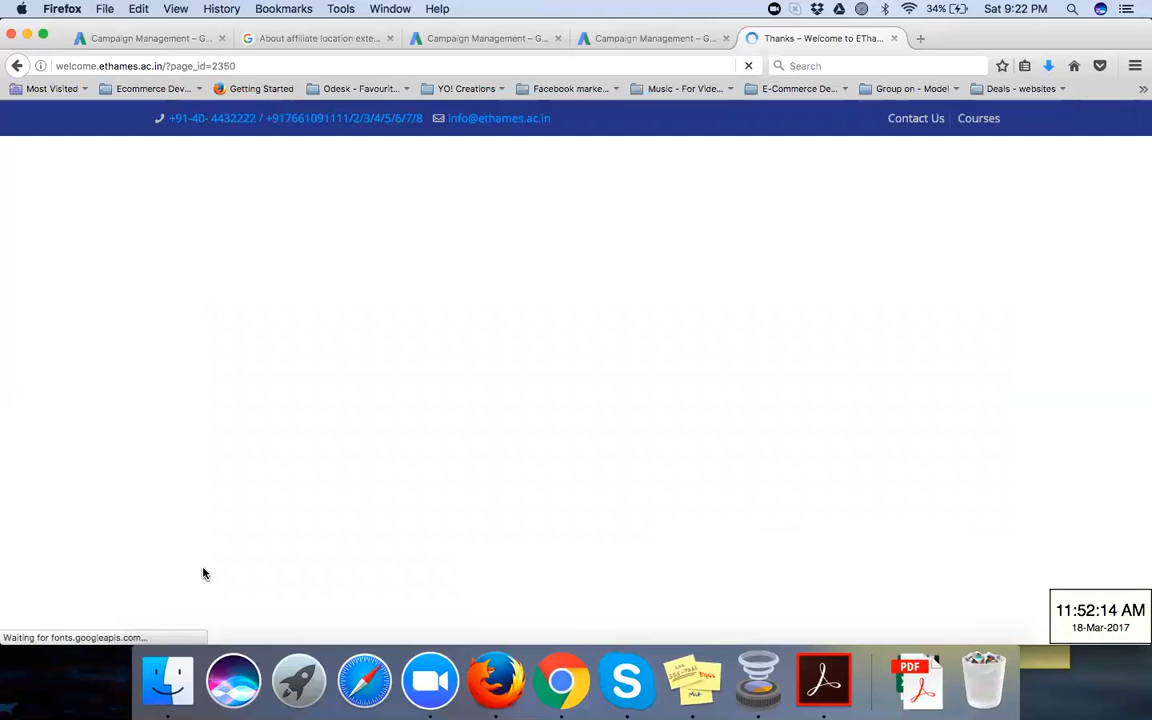 Firefox File Edit View History Bookmarks Tools Window Help 34% Sat 9:22 PM
Campaign Management – G... About affiliate location exte... Campaign Management – G... Campaign Management – G... Thanks – Welcome to ETha...
welcome.ethames.ac.in/?page_id=2350 Search
Most Visited Ecommerce Dev... Getting Started Odesk - Favourit... YO! Creations Facebook marke... Music - For Vide... E-Commerce De... Group on - Model Deals - websites
+91-40- 4432222 / +917661091111/2/3/4/5/6/7/8 info@ethames.ac.in Contact Us Courses
11:52:14 AM
18-Mar-2017
Waiting for fonts.googleapis.com...
PDF